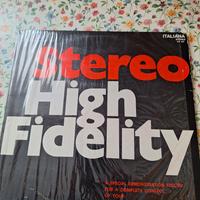 ITALIANA
Stereo
High
Fidelity
A SPECIAL DEMONSTRATION RECORD
FOR A COMPLETE CONTROL
OF YOUR